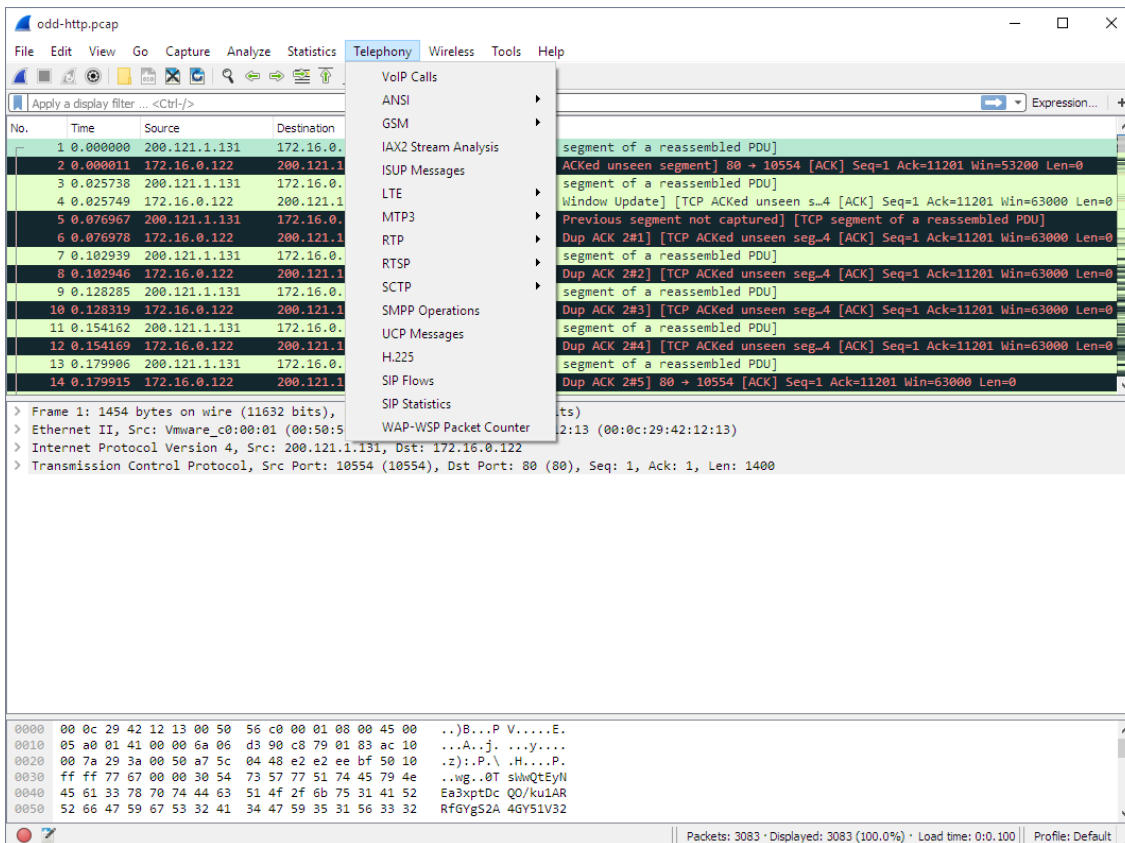 odd-http.pcap
File Edit View Go Capture Analyze Statistics Telephony Wireless Tools Help
Apply a display filter ... <Ctrl-/> Expression... +
VoIP Calls
ANSI
GSM
IAX2 Stream Analysis
ISUP Messages
LTE
MTP3
RTP
RTSP
SCTP
SMPP Operations
UCP Messages
H.225
SIP Flows
SIP Statistics
WAP-WSP Packet Counter
No. Time Source Destination
1 0.000000 200.121.1.131 172.16.0. segment of a reassembled PDU]
2 0.000011 172.16.0.122 200.121.1 ACKed unseen segment] 80 → 10554 [ACK] Seq=1 Ack=11201 Win=53200 Len=0
3 0.025738 200.121.1.131 172.16.0. segment of a reassembled PDU]
4 0.025749 172.16.0.122 200.121.1 Window Update] [TCP ACKed unseen s…4 [ACK] Seq=1 Ack=11201 Win=63000 Len=0
5 0.076967 200.121.1.131 172.16.0. Previous segment not captured] [TCP segment of a reassembled PDU]
6 0.076978 172.16.0.122 200.121.1 Dup ACK 2#1] [TCP ACKed unseen seg…4 [ACK] Seq=1 Ack=11201 Win=63000 Len=0
7 0.102939 200.121.1.131 172.16.0. segment of a reassembled PDU]
8 0.102946 172.16.0.122 200.121.1 Dup ACK 2#2] [TCP ACKed unseen seg…4 [ACK] Seq=1 Ack=11201 Win=63000 Len=0
9 0.128285 200.121.1.131 172.16.0. segment of a reassembled PDU]
10 0.128319 172.16.0.122 200.121.1 Dup ACK 2#3] [TCP ACKed unseen seg…4 [ACK] Seq=1 Ack=11201 Win=63000 Len=0
11 0.154162 200.121.1.131 172.16.0. segment of a reassembled PDU]
12 0.154169 172.16.0.122 200.121.1 Dup ACK 2#4] [TCP ACKed unseen seg…4 [ACK] Seq=1 Ack=11201 Win=63000 Len=0
13 0.179906 200.121.1.131 172.16.0. segment of a reassembled PDU]
14 0.179915 172.16.0.122 200.121.1 Dup ACK 2#5] 80 → 10554 [ACK] Seq=1 Ack=11201 Win=63000 Len=0
> Frame 1: 1454 bytes on wire (11632 bits), its)
> Ethernet II, Src: Vmware_c0:00:01 (00:50:5 12:13 (00:0c:29:42:12:13)
> Internet Protocol Version 4, Src: 200.121.1.131, Dst: 172.16.0.122
> Transmission Control Protocol, Src Port: 10554 (10554), Dst Port: 80 (80), Seq: 1, Ack: 1, Len: 1400
0000 00 0c 29 42 12 13 00 50 56 c0 00 01 08 00 45 00 ..)B...P V.....E.
0010 05 a0 01 41 00 00 6a 06 d3 90 c8 79 01 83 ac 10 ...A..j. ...y....
0020 00 7a 29 3a 00 50 a7 5c 04 48 e2 e2 ee bf 50 10 .z):.P.\ .H....P.
0030 ff ff 77 67 00 00 30 54 73 57 77 51 74 45 79 4e ..wg..0T sWwQtEyN
0040 45 61 33 78 70 74 44 63 51 4f 2f 6b 75 31 41 52 Ea3xptDc QO/ku1AR
0050 52 66 47 59 67 53 32 41 34 47 59 35 31 56 33 32 RfGYgS2A 4GY51V32
Packets: 3083 · Displayed: 3083 (100.0%) · Load time: 0:0.100 Profile: Default